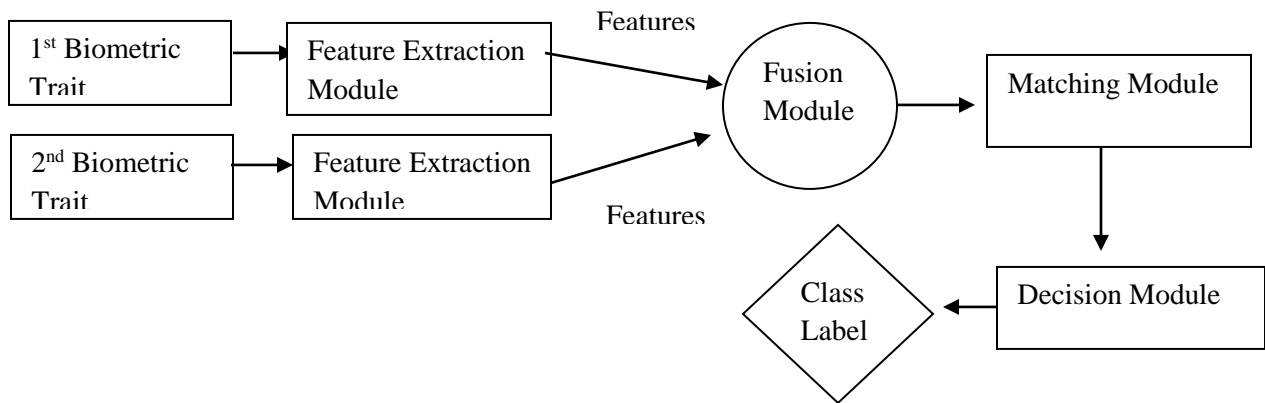 Features
1st Biometric
Trait
Feature Extraction
Module
Fusion
Module
Matching Module
2nd Biometric
Trait
Feature Extraction
Module
Features
Class
Label
Decision Module